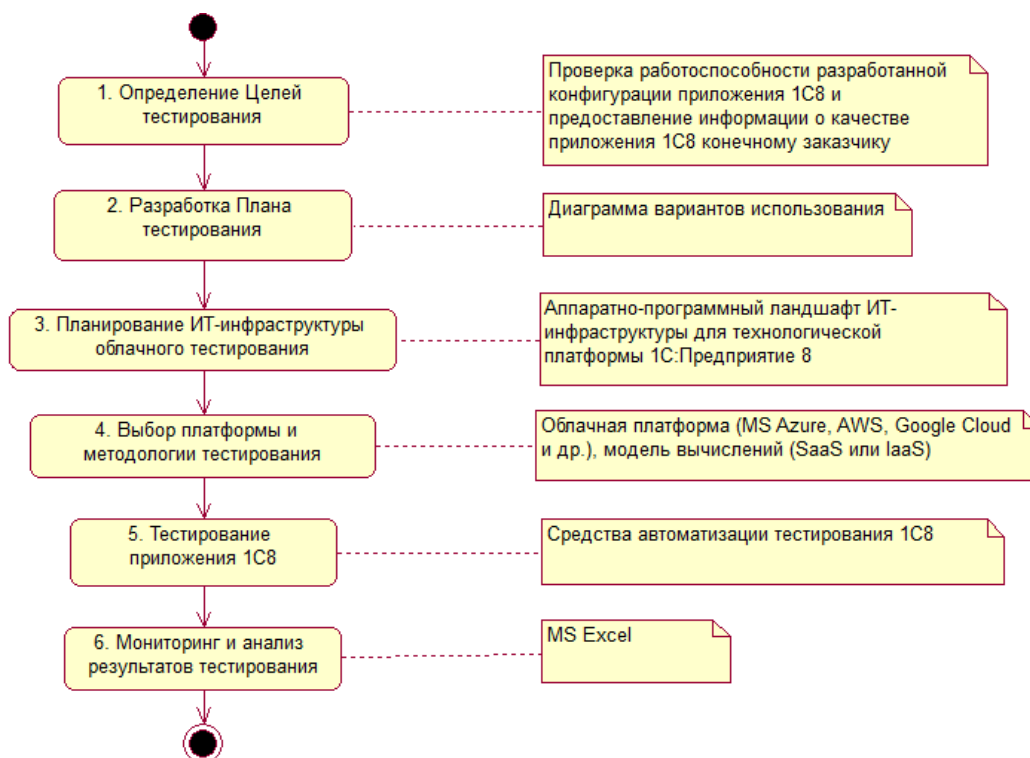 1. Определение Целей
тестирования
Проверка работоспособности разработанной
конфигурации приложения 1С8 и
предоставление информации о качестве
приложения 1С8 конечному заказчику
2. Разработка Плана
тестирования
Диаграмма вариантов использования
3. Планирование ИТ-инфраструктуры
облачного тестирования
Аппаратно-программный ландшафт ИТ-
инфраструктуры для технологической
платформы 1С:Предприятие 8
4. Выбор платформы и
методологии тестирования
Облачная платформа (MS Azure, AWS, Google Cloud
и др.), модель вычислений (SaaS или IaaS)
5. Тестирование
приложения 1С8
Средства автоматизации тестирования 1С8
6. Мониторинг и анализ
результатов тестирования
MS Excel